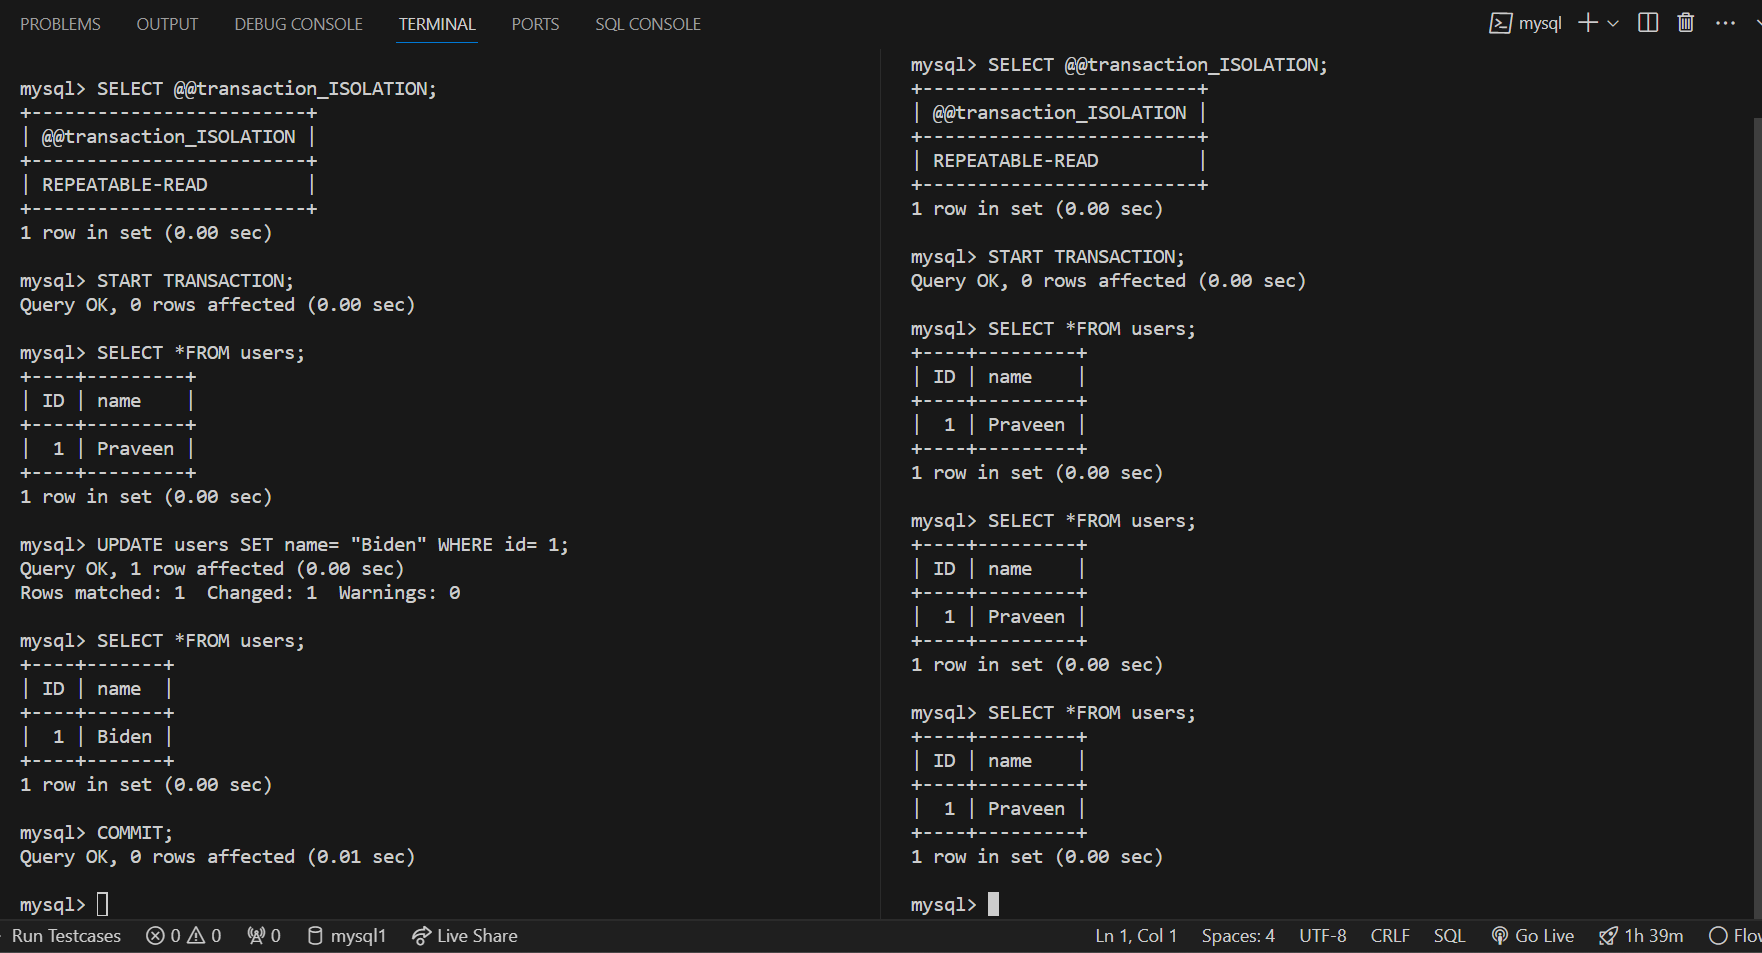 PROBLEMS OUTPUT DEBUG CONSOLE TERMINAL PORTS SQL CONSOLE mysql
mysql> SELECT @@transaction_ISOLATION;
+-------------------------+
| @@transaction_ISOLATION |
+-------------------------+
| REPEATABLE-READ         |
+-------------------------+
1 row in set (0.00 sec)
mysql> START TRANSACTION;
Query OK, 0 rows affected (0.00 sec)
mysql> SELECT *FROM users;
+----+---------+
| ID | name    |
+----+---------+
|  1 | Praveen |
+----+---------+
1 row in set (0.00 sec)
mysql> UPDATE users SET name= "Biden" WHERE id= 1;
Query OK, 1 row affected (0.00 sec)
Rows matched: 1  Changed: 1  Warnings: 0
mysql> SELECT *FROM users;
+----+-------+
| ID | name  |
+----+-------+
|  1 | Biden |
+----+-------+
1 row in set (0.00 sec)
mysql> COMMIT;
Query OK, 0 rows affected (0.01 sec)
mysql>
mysql> SELECT @@transaction_ISOLATION;
+-------------------------+
| @@transaction_ISOLATION |
+-------------------------+
| REPEATABLE-READ         |
+-------------------------+
1 row in set (0.00 sec)
mysql> START TRANSACTION;
Query OK, 0 rows affected (0.00 sec)
mysql> SELECT *FROM users;
+----+---------+
| ID | name    |
+----+---------+
|  1 | Praveen |
+----+---------+
1 row in set (0.00 sec)
mysql> SELECT *FROM users;
+----+---------+
| ID | name    |
+----+---------+
|  1 | Praveen |
+----+---------+
1 row in set (0.00 sec)
mysql> SELECT *FROM users;
+----+---------+
| ID | name    |
+----+---------+
|  1 | Praveen |
+----+---------+
1 row in set (0.00 sec)
mysql>
Run Testcases 0 0 0 mysql1 Live Share Ln 1, Col 1 Spaces: 4 UTF-8 CRLF SQL Go Live 1h 39m